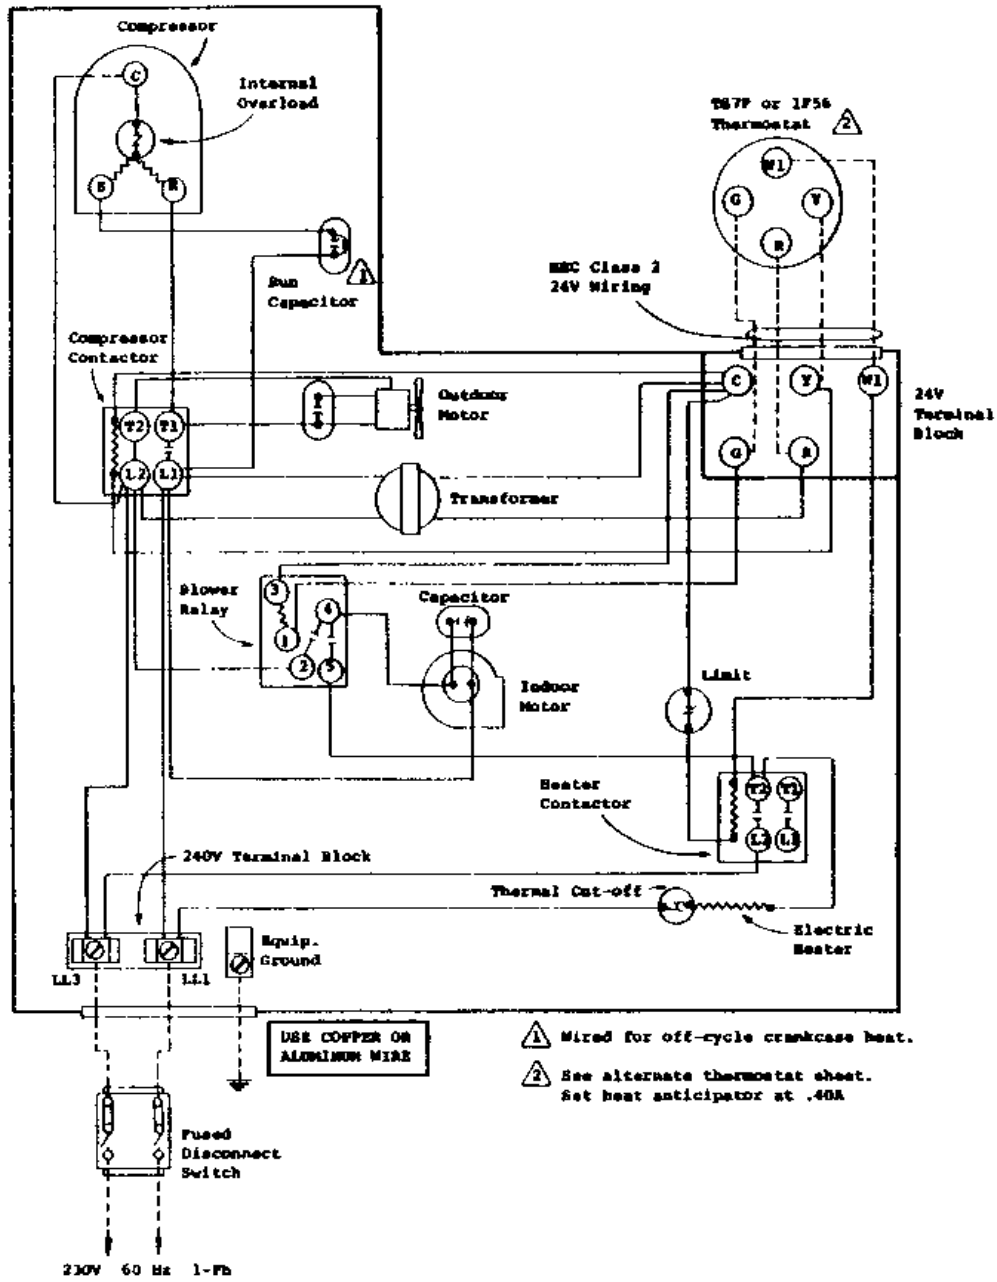 Compressor
C
Internal
Overload
S
R
Run
Capacitor
1
T87F or 1F56
Thermostat
2
W1
G
Y
R
NEC Class 2
24V Wiring
Compressor
Contactor
T2
T1
L2
L1
Outdoor
Motor
Transformer
C
Y
W1
G
R
24V
Terminal
Block
Blower
Relay
3
4
1
2
5
Capacitor
Indoor
Motor
Limit
Heater
Contactor
T2
T1
L2
L1
240V Terminal Block
Thermal Cut-off
Electric
Heater
LL3
LL1
Equip.
Ground
USE COPPER OR
ALUMINUM WIRE
1 Wired for off-cycle crankcase heat.
2 See alternate thermostat sheet.
Set heat anticipator at .40A
Fused
Disconnect
Switch
230V 60 Hz 1-Ph